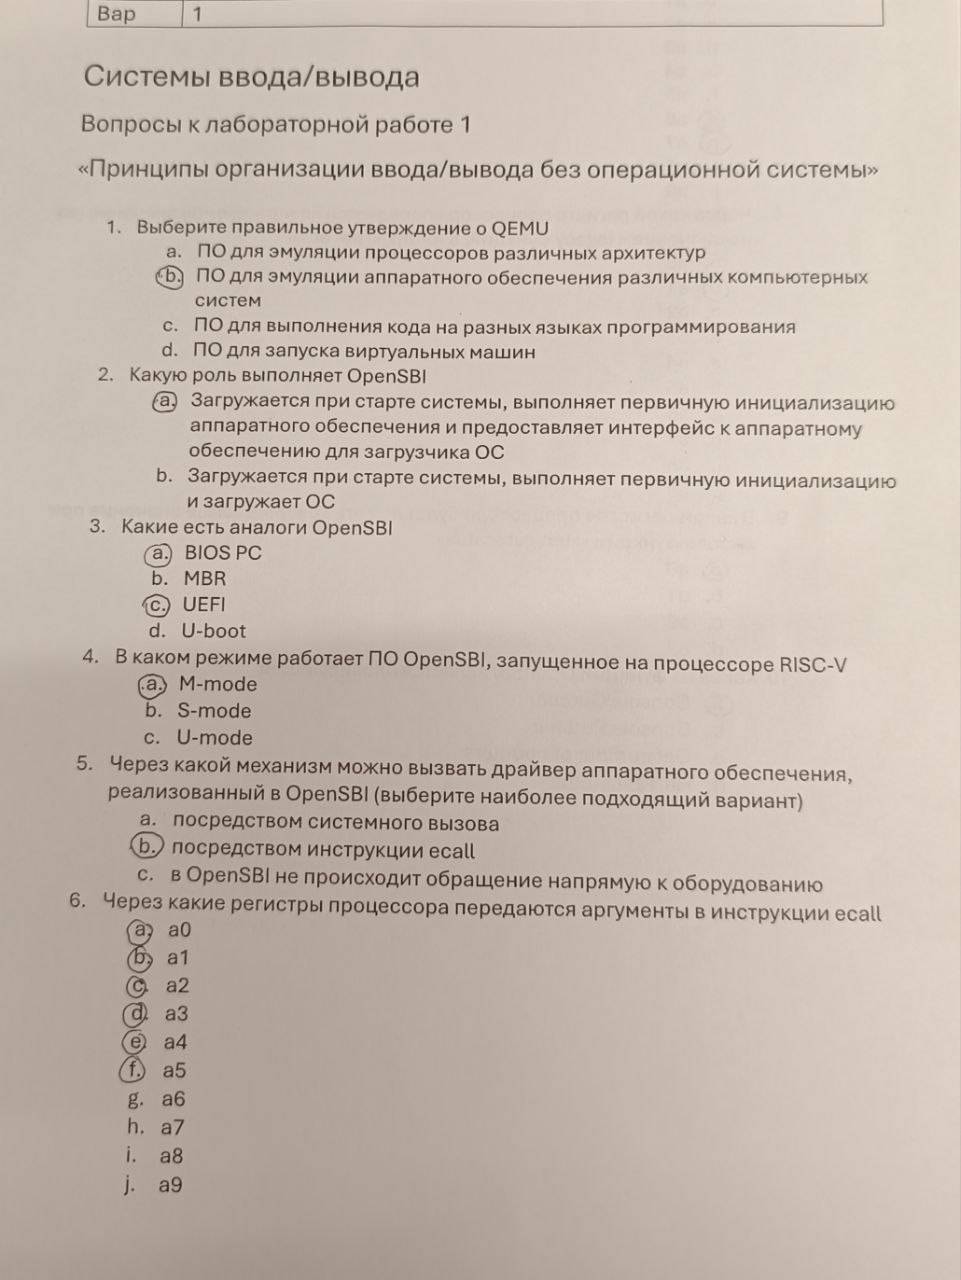 Вар 1
Системы ввода/вывода
Вопросы к лабораторной работе 1
«Принципы организации ввода/вывода без операционной системы»
1. Выберите правильное утверждение о QEMU
a. ПО для эмуляции процессоров различных архитектур
b. ПО для эмуляции аппаратного обеспечения различных компьютерных
систем
c. ПО для выполнения кода на разных языках программирования
d. ПО для запуска виртуальных машин
2. Какую роль выполняет OpenSBI
a. Загружается при старте системы, выполняет первичную инициализацию
аппаратного обеспечения и предоставляет интерфейс к аппаратному
обеспечению для загрузчика ОС
b. Загружается при старте системы, выполняет первичную инициализацию
и загружает ОС
3. Какие есть аналоги OpenSBI
a. BIOS PC
b. MBR
c. UEFI
d. U-boot
4. В каком режиме работает ПО OpenSBI, запущенное на процессоре RISC-V
a. M-mode
b. S-mode
c. U-mode
5. Через какой механизм можно вызвать драйвер аппаратного обеспечения,
реализованный в OpenSBI (выберите наиболее подходящий вариант)
a. посредством системного вызова
b. посредством инструкции ecall
c. в OpenSBI не происходит обращение напрямую к оборудованию
6. Через какие регистры процессора передаются аргументы в инструкции ecall
a. a0
b. a1
c. a2
d. a3
e. a4
f. a5
g. a6
h. a7
i. a8
j. a9